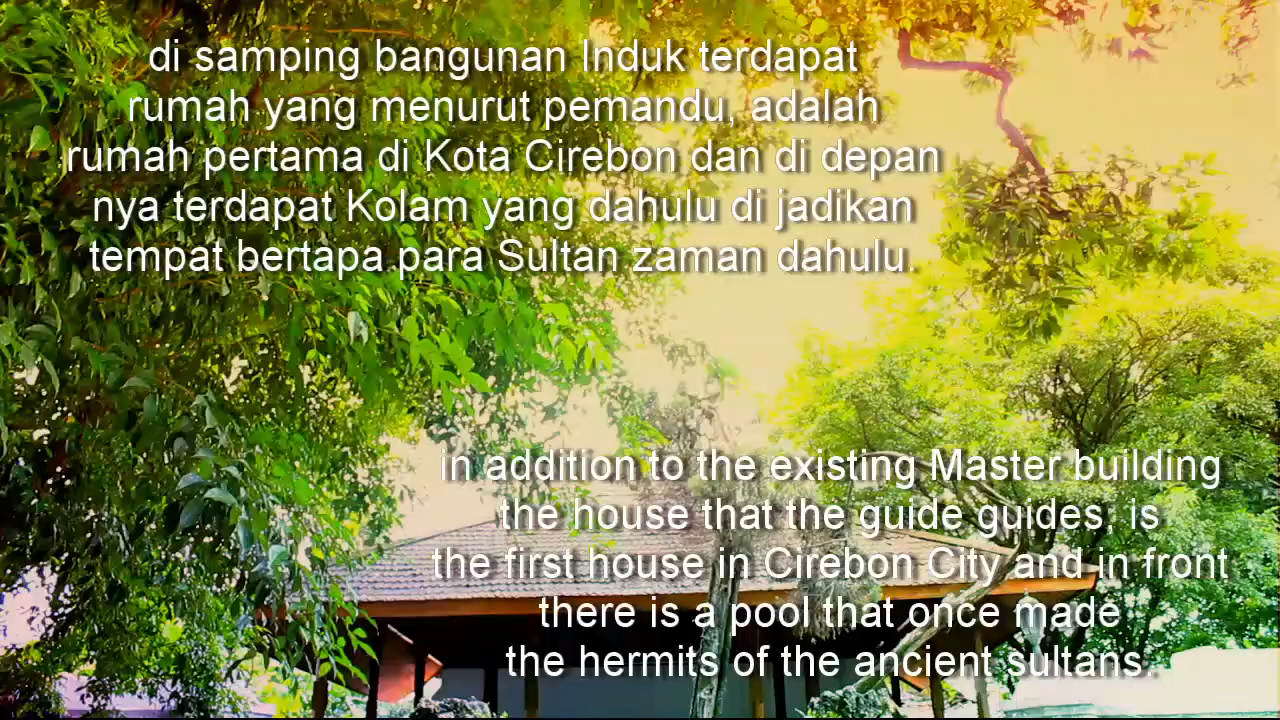 di samping bangunan Induk terdapat
rumah yang menurut pemandu, adalah
rumah pertama di Kota Cirebon dan di depan
nya terdapat Kolam yang dahulu di jadikan
tempat bertapa para Sultan zaman dahulu.
in addition to the existing Master building
the house that the guide guides, is
the first house in Cirebon City and in front
there is a pool that once made
the hermits of the ancient sultans.